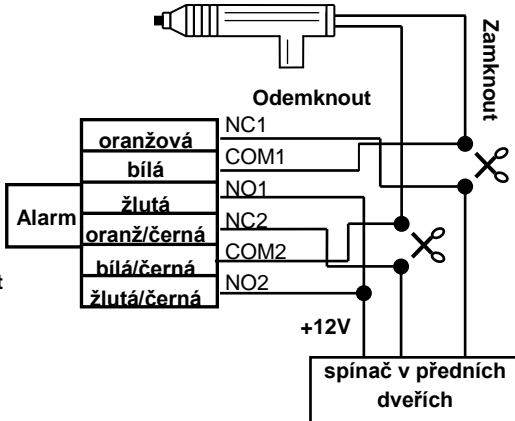 Zamknout
Odemknout
Alarm
oranžová NC1
bílá COM1
žlutá NO1
oranž/černá NC2
bílá/černá COM2
žlutá/černá NO2
t
+12V
spínač v předních
dveřích